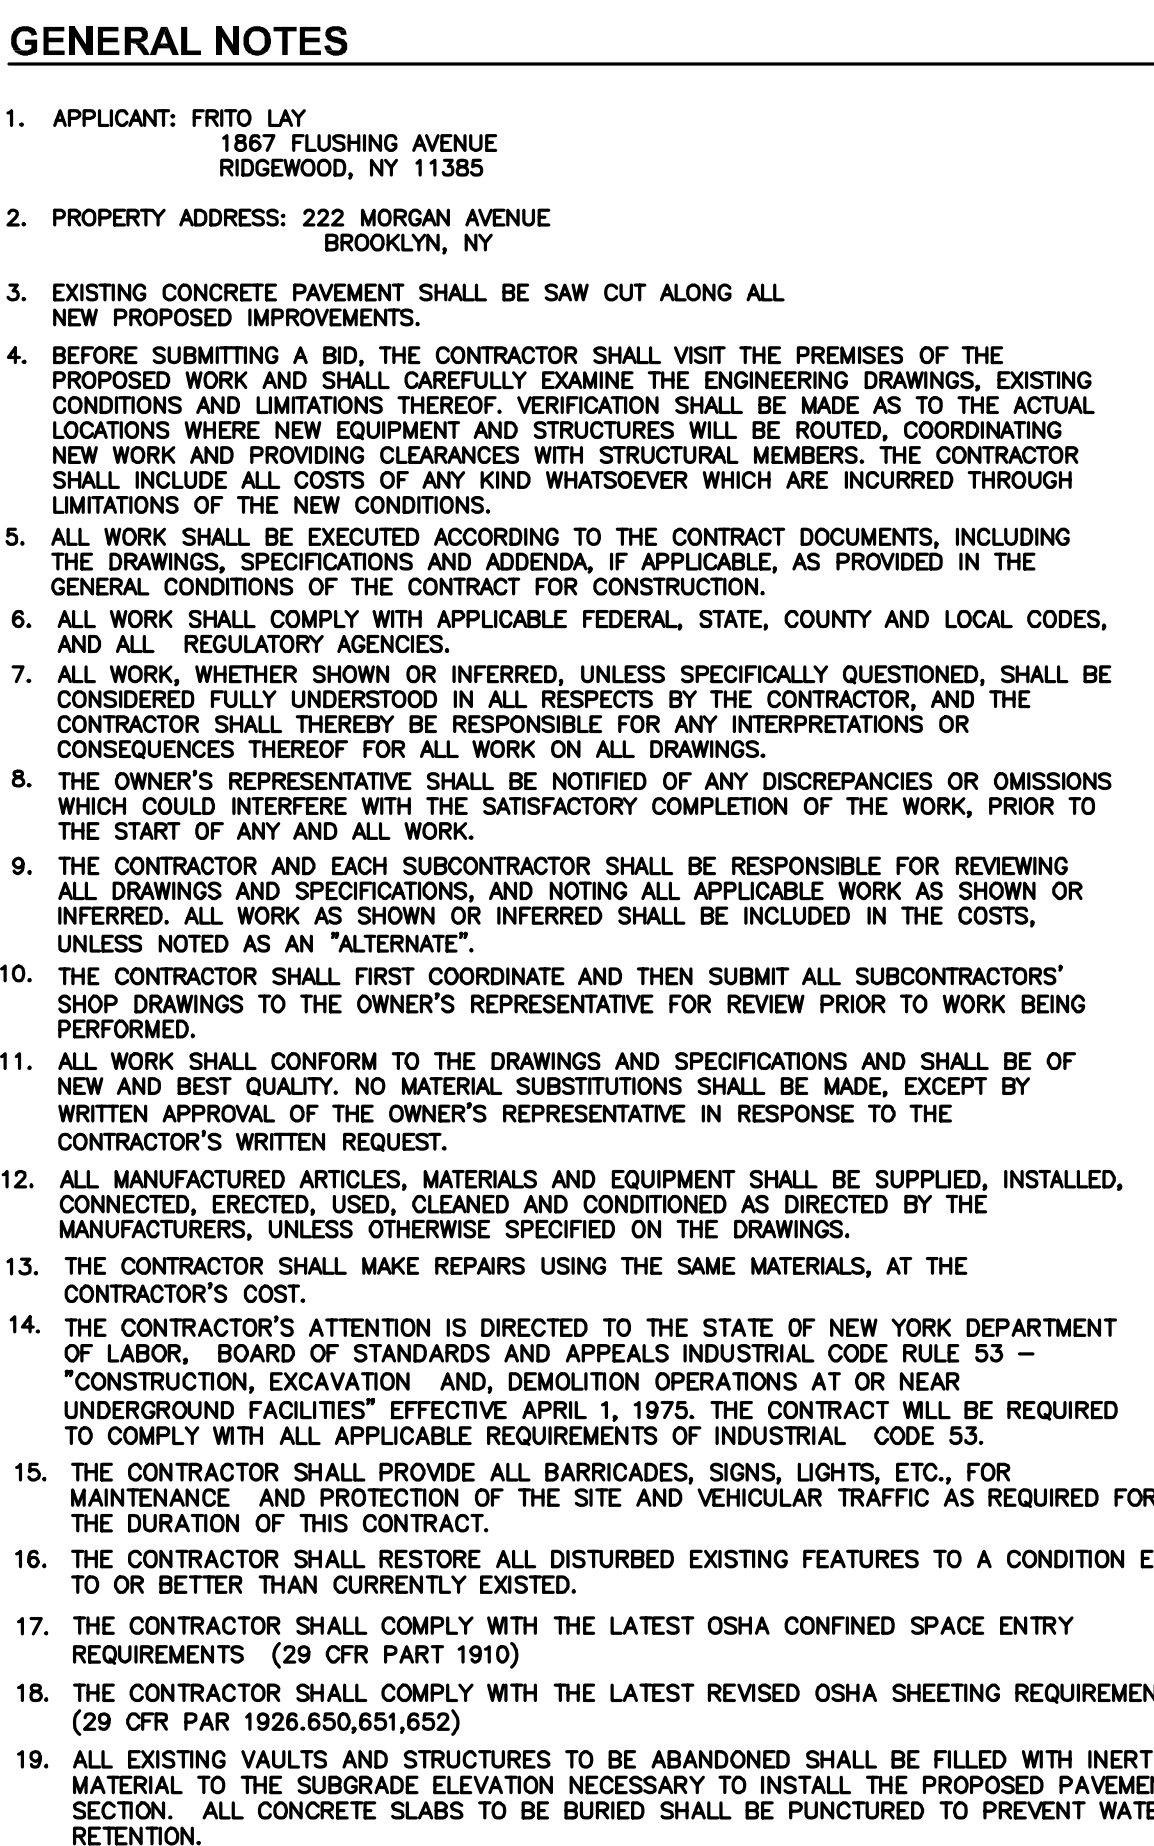 GENERAL NOTES
1. APPLICANT: FRITO LAY
1867 FLUSHING AVENUE
RIDGEWOOD, NY 11385
2. PROPERTY ADDRESS: 222 MORGAN AVENUE
BROOKLYN, NY
3. EXISTING CONCRETE PAVEMENT SHALL BE SAW CUT ALONG ALL
NEW PROPOSED IMPROVEMENTS.
4. BEFORE SUBMITTING A BID, THE CONTRACTOR SHALL VISIT THE PREMISES OF THE
PROPOSED WORK AND SHALL CAREFULLY EXAMINE THE ENGINEERING DRAWINGS, EXISTING
CONDITIONS AND LIMITATIONS THEREOF. VERIFICATION SHALL BE MADE AS TO THE ACTUAL
LOCATIONS WHERE NEW EQUIPMENT AND STRUCTURES WILL BE ROUTED, COORDINATING
NEW WORK AND PROVIDING CLEARANCES WITH STRUCTURAL MEMBERS. THE CONTRACTOR
SHALL INCLUDE ALL COSTS OF ANY KIND WHATSOEVER WHICH ARE INCURRED THROUGH
LIMITATIONS OF THE NEW CONDITIONS.
5. ALL WORK SHALL BE EXECUTED ACCORDING TO THE CONTRACT DOCUMENTS, INCLUDING
THE DRAWINGS, SPECIFICATIONS AND ADDENDA, IF APPLICABLE, AS PROVIDED IN THE
GENERAL CONDITIONS OF THE CONTRACT FOR CONSTRUCTION.
6. ALL WORK SHALL COMPLY WITH APPLICABLE FEDERAL, STATE, COUNTY AND LOCAL CODES,
AND ALL REGULATORY AGENCIES.
7. ALL WORK, WHETHER SHOWN OR INFERRED, UNLESS SPECIFICALLY QUESTIONED, SHALL BE
CONSIDERED FULLY UNDERSTOOD IN ALL RESPECTS BY THE CONTRACTOR, AND THE
CONTRACTOR SHALL THEREBY BE RESPONSIBLE FOR ANY INTERPRETATIONS OR
CONSEQUENCES THEREOF FOR ALL WORK ON ALL DRAWINGS.
8. THE OWNER'S REPRESENTATIVE SHALL BE NOTIFIED OF ANY DISCREPANCIES OR OMISSIONS
WHICH COULD INTERFERE WITH THE SATISFACTORY COMPLETION OF THE WORK, PRIOR TO
THE START OF ANY AND ALL WORK.
9. THE CONTRACTOR AND EACH SUBCONTRACTOR SHALL BE RESPONSIBLE FOR REVIEWING
ALL DRAWINGS AND SPECIFICATIONS, AND NOTING ALL APPLICABLE WORK AS SHOWN OR
INFERRED. ALL WORK AS SHOWN OR INFERRED SHALL BE INCLUDED IN THE COSTS,
UNLESS NOTED AS AN "ALTERNATE".
10. THE CONTRACTOR SHALL FIRST COORDINATE AND THEN SUBMIT ALL SUBCONTRACTORS'
SHOP DRAWINGS TO THE OWNER'S REPRESENTATIVE FOR REVIEW PRIOR TO WORK BEING
PERFORMED.
11. ALL WORK SHALL CONFORM TO THE DRAWINGS AND SPECIFICATIONS AND SHALL BE OF
NEW AND BEST QUALITY. NO MATERIAL SUBSTITUTIONS SHALL BE MADE, EXCEPT BY
WRITTEN APPROVAL OF THE OWNER'S REPRESENTATIVE IN RESPONSE TO THE
CONTRACTOR'S WRITTEN REQUEST.
12. ALL MANUFACTURED ARTICLES, MATERIALS AND EQUIPMENT SHALL BE SUPPLIED, INSTALLED,
CONNECTED, ERECTED, USED, CLEANED AND CONDITIONED AS DIRECTED BY THE
MANUFACTURERS, UNLESS OTHERWISE SPECIFIED ON THE DRAWINGS.
13. THE CONTRACTOR SHALL MAKE REPAIRS USING THE SAME MATERIALS, AT THE
CONTRACTOR'S COST.
14. THE CONTRACTOR'S ATTENTION IS DIRECTED TO THE STATE OF NEW YORK DEPARTMENT
OF LABOR, BOARD OF STANDARDS AND APPEALS INDUSTRIAL CODE RULE 53 –
"CONSTRUCTION, EXCAVATION AND, DEMOLITION OPERATIONS AT OR NEAR
UNDERGROUND FACILITIES" EFFECTIVE APRIL 1, 1975. THE CONTRACT WILL BE REQUIRED
TO COMPLY WITH ALL APPLICABLE REQUIREMENTS OF INDUSTRIAL CODE 53.
15. THE CONTRACTOR SHALL PROVIDE ALL BARRICADES, SIGNS, LIGHTS, ETC., FOR
MAINTENANCE AND PROTECTION OF THE SITE AND VEHICULAR TRAFFIC AS REQUIRED FOR
THE DURATION OF THIS CONTRACT.
16. THE CONTRACTOR SHALL RESTORE ALL DISTURBED EXISTING FEATURES TO A CONDITION E
TO OR BETTER THAN CURRENTLY EXISTED.
17. THE CONTRACTOR SHALL COMPLY WITH THE LATEST OSHA CONFINED SPACE ENTRY
REQUIREMENTS (29 CFR PART 1910)
18. THE CONTRACTOR SHALL COMPLY WITH THE LATEST REVISED OSHA SHEETING REQUIREMEN
(29 CFR PAR 1926.650,651,652)
19. ALL EXISTING VAULTS AND STRUCTURES TO BE ABANDONED SHALL BE FILLED WITH INERT
MATERIAL TO THE SUBGRADE ELEVATION NECESSARY TO INSTALL THE PROPOSED PAVEMEN
SECTION. ALL CONCRETE SLABS TO BE BURIED SHALL BE PUNCTURED TO PREVENT WATE
RETENTION.